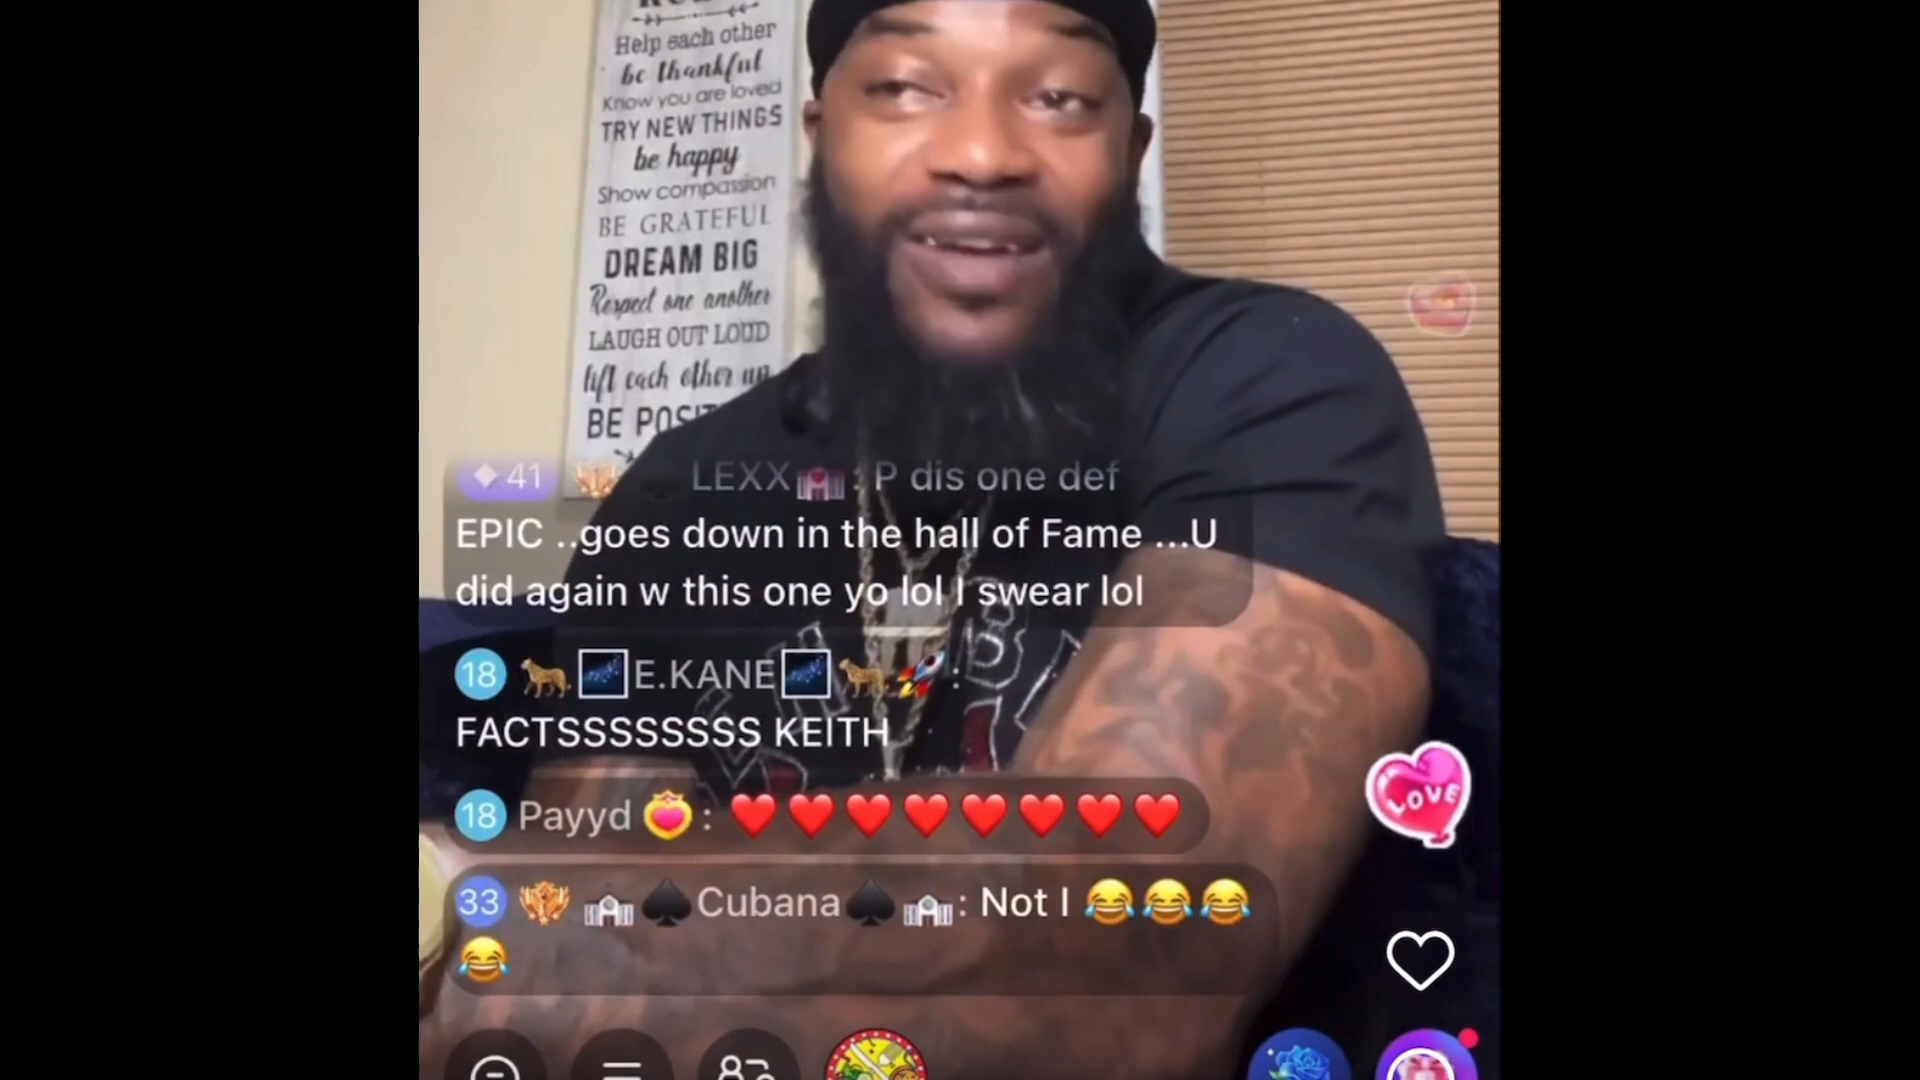 Help each other
be thankful
Know you are loved
TRY NEW THINGS
be happy
Show compassion
BE GRATEFUL
DREAM BIG
Respect one another
LAUGH OUT LOUD
lift each other up
BE
41 LEXX💒: P dis one def
EPIC ..goes down in the hall of Fame ...U
did again w this one yo lol I swear lol
18 🐆🌌E.KANE🌌🐆🚀:
FACTSSSSSSSS KEITH
18 Payyd : ❤️❤️❤️❤️❤️❤️❤️❤️
33 ♠️Cubana♠️: Not I 😂😂😂
😂
LOVE